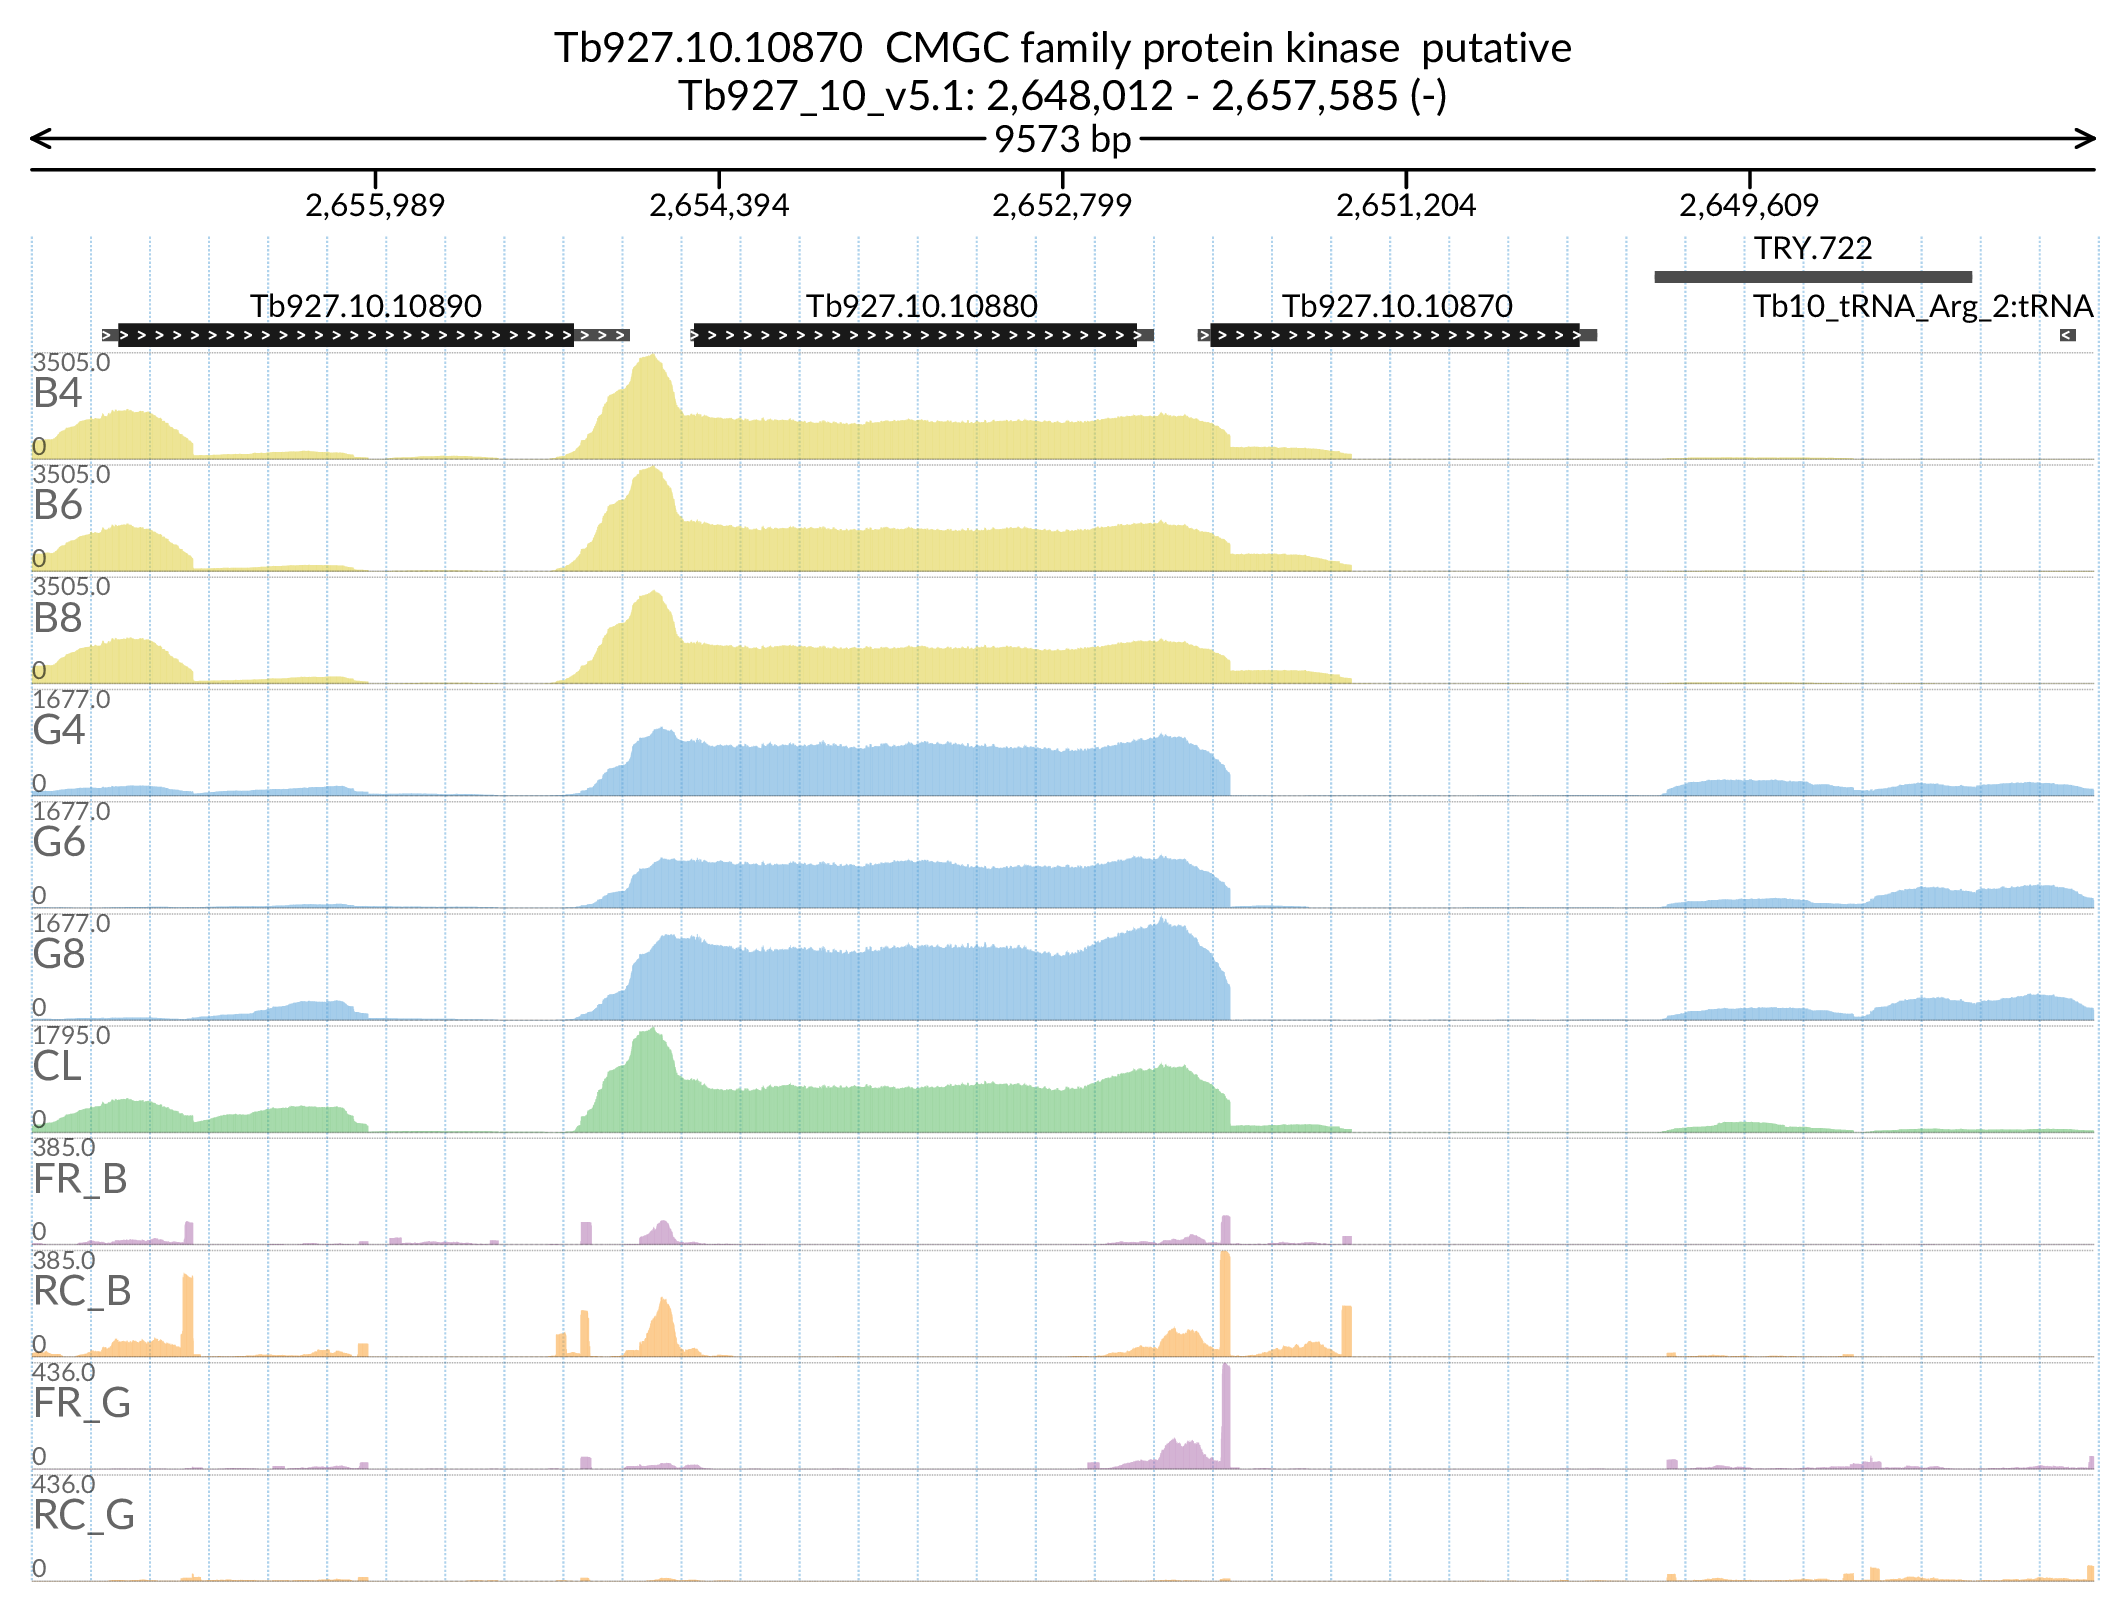 Tb927.10.10870  CMGC family protein kinase  putative
Tb927_10_v5.1: 2,648,012 - 2,657,585 (-)
9573 bp
2,655,989 2,654,394 2,652,799 2,651,204 2,649,609
TRY.722
Tb927.10.10890 Tb927.10.10880 Tb927.10.10870 Tb10_tRNA_Arg_2:tRNA
3505.0
B4
0
3505.0
B6
0
3505.0
B8
0
1677.0
G4
0
1677.0
G6
0
1677.0
G8
0
1795.0
CL
0
385.0
FR_B
0
385.0
RC_B
0
436.0
FR_G
0
436.0
RC_G
0